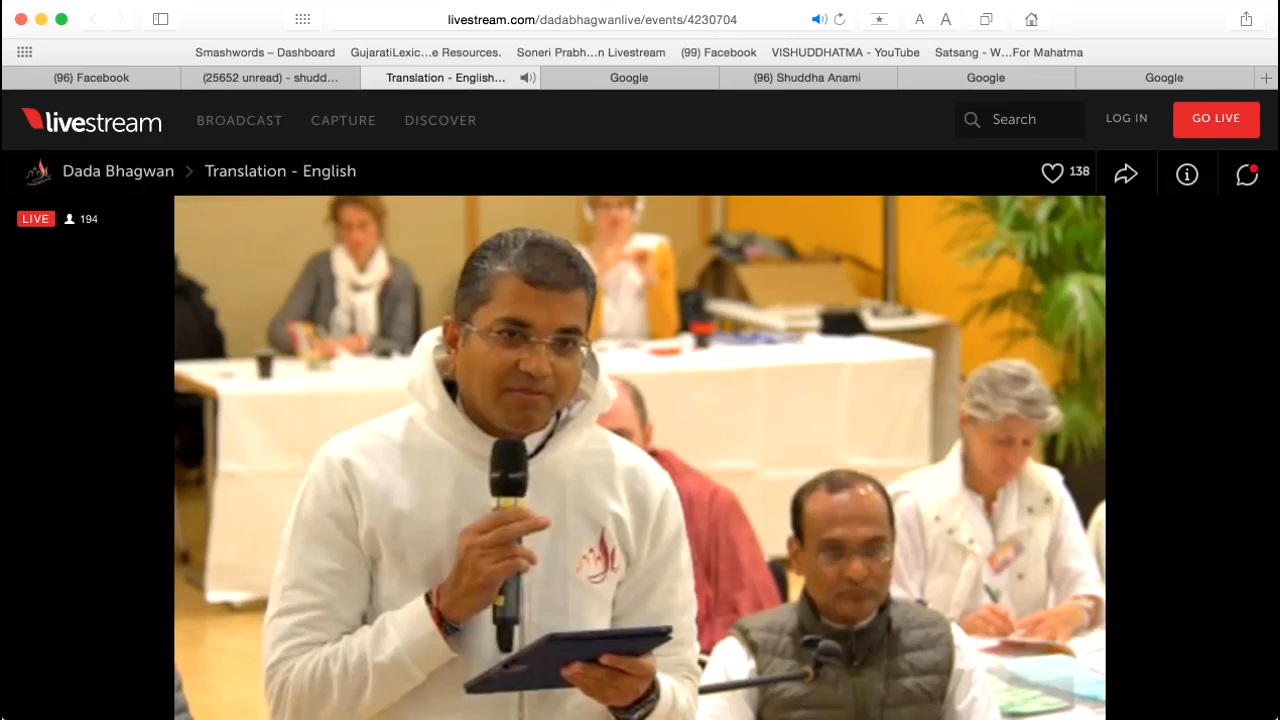 livestream.com/dadabhagwanlive/events/4230704
A A
Smashwords – Dashboard GujaratiLexic...e Resources. Soneri Prabh...n Livestream (99) Facebook VISHUDDHATMA - YouTube Satsang - W...For Mahatma
(96) Facebook (25652 unread) - shudd... Translation - English... Google (96) Shuddha Anami Google Google
livestream BROADCAST CAPTURE DISCOVER Search LOG IN GO LIVE
Dada Bhagwan > Translation - English 138
LIVE 194